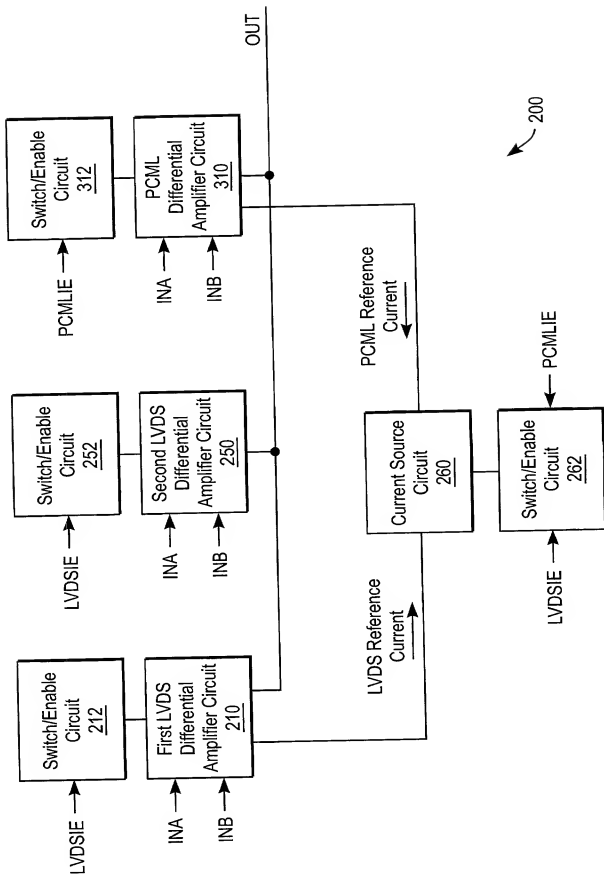 LVDSIE
Switch/Enable
Circuit
212
INA
INB
First LVDS
Differential
Amplifier Circuit
210
LVDSIE
Switch/Enable
Circuit
252
INA
INB
Second LVDS
Differential
Amplifier Circuit
250
PCMLIE
Switch/Enable
Circuit
312
INA
INB
PCML
Differential
Amplifier Circuit
310
OUT
LVDS Reference
Current
Current Source
Circuit
260
PCML Reference
Current
LVDSIE
Switch/Enable
Circuit
262
PCMLIE
200